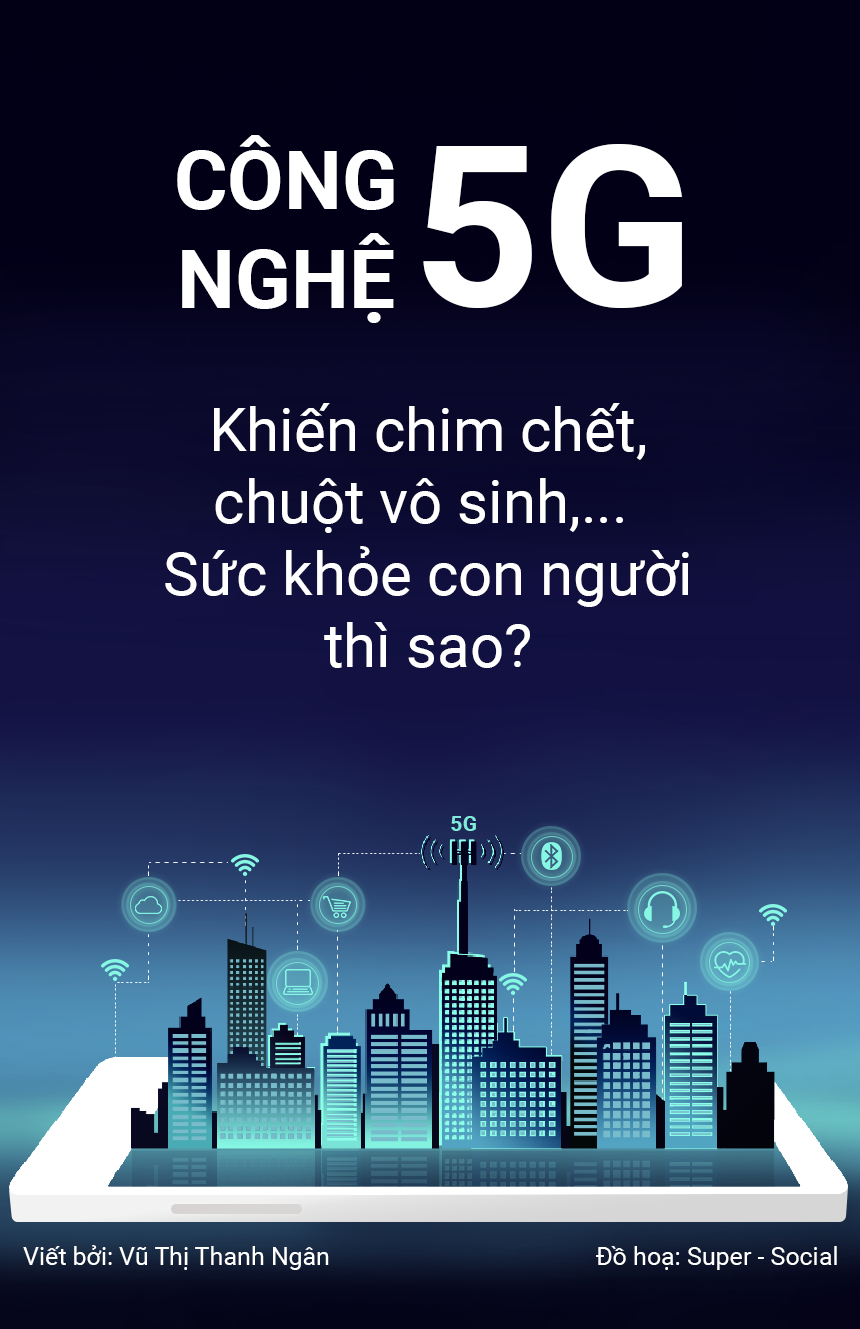 CÔNG
NGHỆ
5G
Khiến chim chết,
chuột vô sinh,...
Sức khỏe con người
thì sao?
5G
Viết bởi: Vũ Thị Thanh Ngân
Đồ hoạ: Super - Social